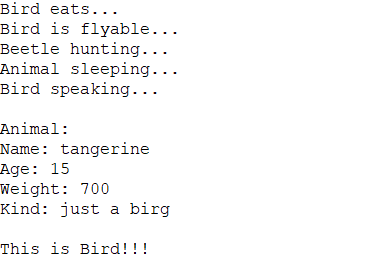 Bird eats...
Bird is flyable...
Beetle hunting...
Animal sleeping...
Bird speaking...
Animal:
Name: tangerine
Age: 15
Weight: 700
Kind: just a birg
This is Bird!!!